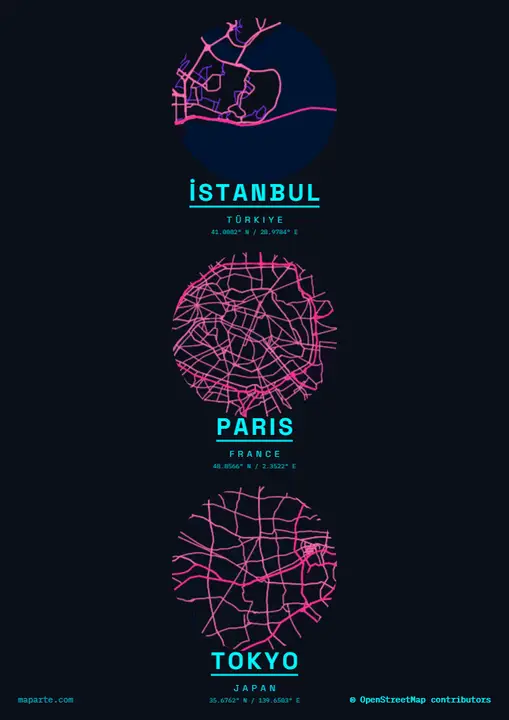 İSTANBUL
TÜRKIYE
41.0082° N / 28.9784° E
PARIS
FRANCE
48.8566° N / 2.3522° E
TOKYO
JAPAN
35.6762° N / 139.6503° E
maparte.com
© OpenStreetMap contributors